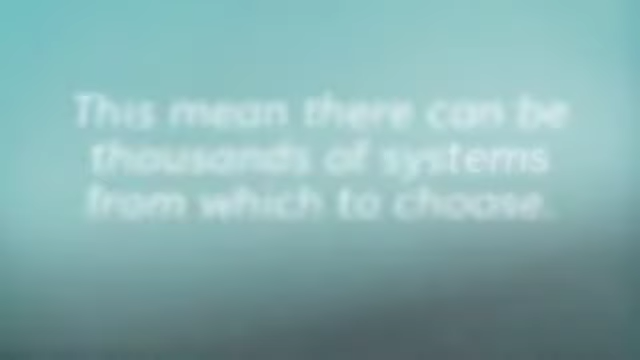 This mean there can be
thousands of systems
from which to choose.